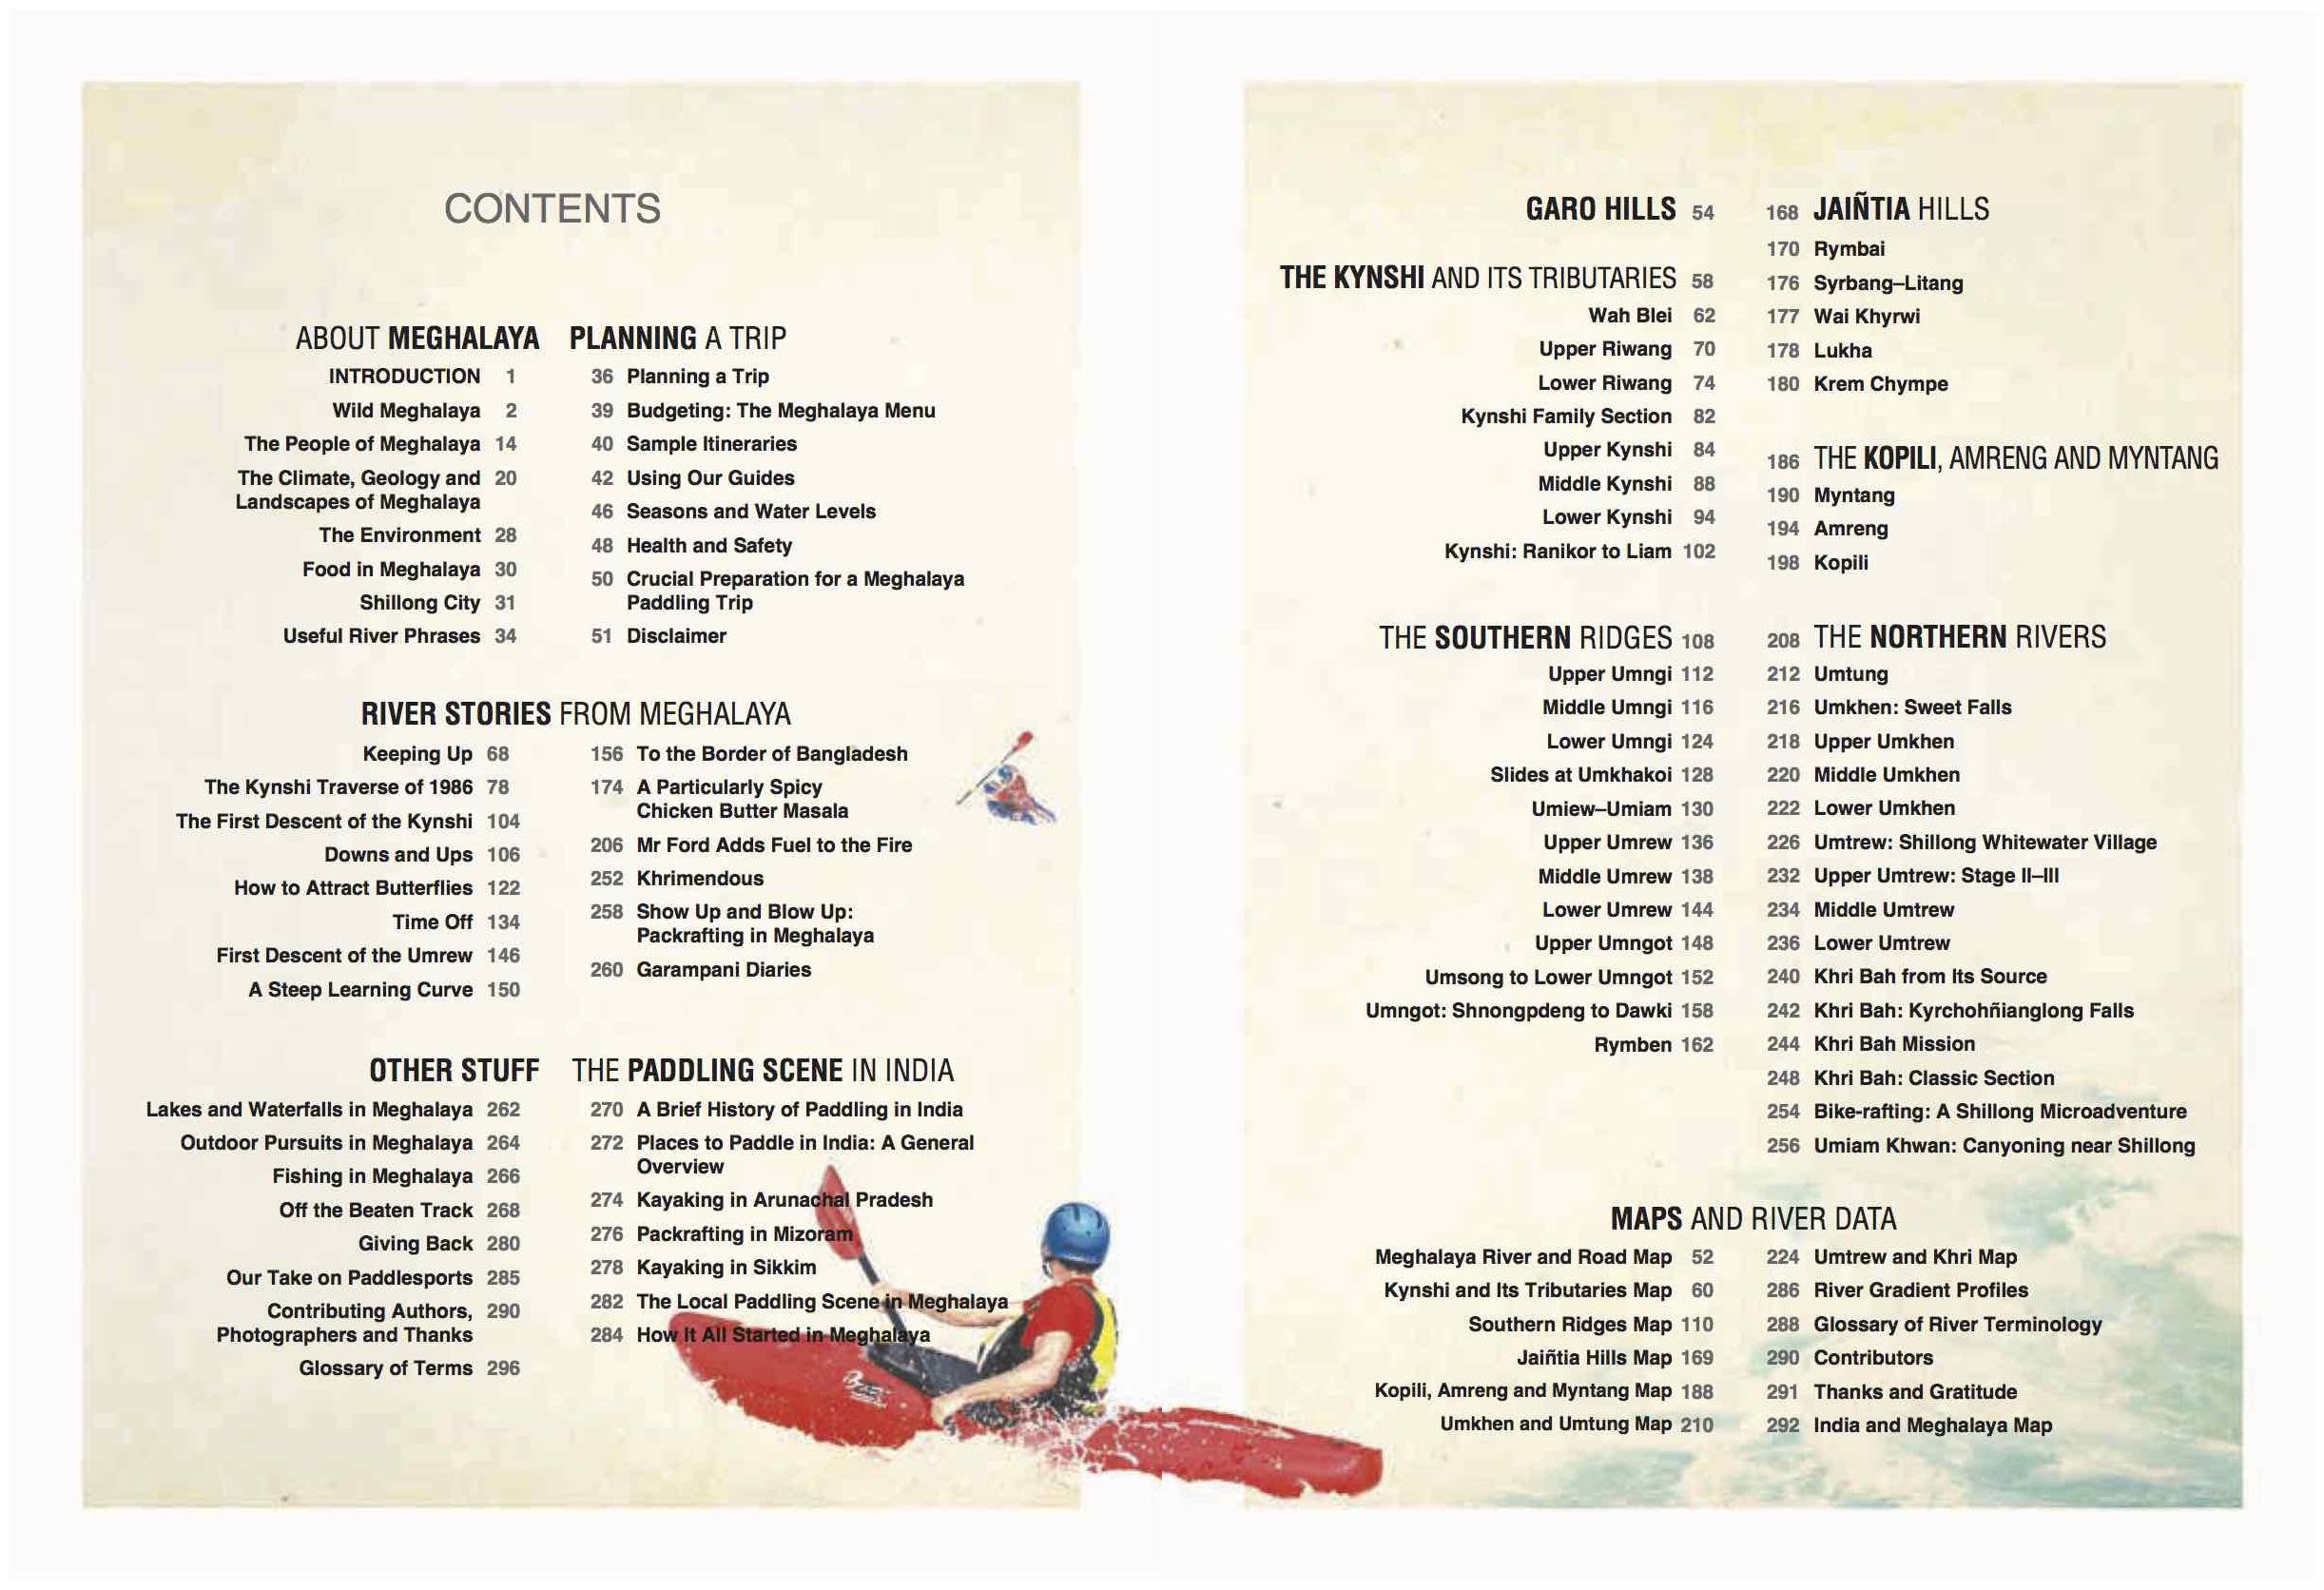 CONTENTS
ABOUT MEGHALAYA
INTRODUCTION 1
Wild Meghalaya 2
The People of Meghalaya 14
The Climate, Geology and 20
Landscapes of Meghalaya
The Environment 28
Food in Meghalaya 30
Shillong City 31
Useful River Phrases 34
PLANNING A TRIP
36 Planning a Trip
39 Budgeting: The Meghalaya Menu
40 Sample Itineraries
42 Using Our Guides
46 Seasons and Water Levels
48 Health and Safety
50 Crucial Preparation for a Meghalaya
Paddling Trip
51 Disclaimer
RIVER STORIES FROM MEGHALAYA
Keeping Up 68
The Kynshi Traverse of 1986 78
The First Descent of the Kynshi 104
Downs and Ups 106
How to Attract Butterflies 122
Time Off 134
First Descent of the Umrew 146
A Steep Learning Curve 150
156 To the Border of Bangladesh
174 A Particularly Spicy
Chicken Butter Masala
206 Mr Ford Adds Fuel to the Fire
252 Khrimendous
258 Show Up and Blow Up:
Packrafting in Meghalaya
260 Garampani Diaries
OTHER STUFF
Lakes and Waterfalls in Meghalaya 262
Outdoor Pursuits in Meghalaya 264
Fishing in Meghalaya 266
Off the Beaten Track 268
Giving Back 280
Our Take on Paddlesports 285
Contributing Authors, 290
Photographers and Thanks
Glossary of Terms 296
THE PADDLING SCENE IN INDIA
270 A Brief History of Paddling in India
272 Places to Paddle in India: A General
Overview
274 Kayaking in Arunachal Pradesh
276 Packrafting in Mizoram
278 Kayaking in Sikkim
282 The Local Paddling Scene in Meghalaya
284 How It All Started in Meghalaya
GARO HILLS 54
THE KYNSHI AND ITS TRIBUTARIES 58
Wah Blei 62
Upper Riwang 70
Lower Riwang 74
Kynshi Family Section 82
Upper Kynshi 84
Middle Kynshi 88
Lower Kynshi 94
Kynshi: Ranikor to Liam 102
THE SOUTHERN RIDGES 108
Upper Umngi 112
Middle Umngi 116
Lower Umngi 124
Slides at Umkhakoi 128
Umiew–Umiam 130
Upper Umrew 136
Middle Umrew 138
Lower Umrew 144
Upper Umngot 148
Umsong to Lower Umngot 152
Umngot: Shnongpdeng to Dawki 158
Rymben 162
168 JAIÑTIA HILLS
170 Rymbai
176 Syrbang–Litang
177 Wai Khyrwi
178 Lukha
180 Krem Chympe
186 THE KOPILI, AMRENG AND MYNTANG
190 Myntang
194 Amreng
198 Kopili
208 THE NORTHERN RIVERS
212 Umtung
216 Umkhen: Sweet Falls
218 Upper Umkhen
220 Middle Umkhen
222 Lower Umkhen
226 Umtrew: Shillong Whitewater Village
232 Upper Umtrew: Stage II–III
234 Middle Umtrew
236 Lower Umtrew
240 Khri Bah from Its Source
242 Khri Bah: Kyrchohñianglong Falls
244 Khri Bah Mission
248 Khri Bah: Classic Section
254 Bike-rafting: A Shillong Microadventure
256 Umiam Khwan: Canyoning near Shillong
MAPS AND RIVER DATA
Meghalaya River and Road Map 52
Kynshi and Its Tributaries Map 60
Southern Ridges Map 110
Jaiñtia Hills Map 169
Kopili, Amreng and Myntang Map 188
Umkhen and Umtung Map 210
224 Umtrew and Khri Map
286 River Gradient Profiles
288 Glossary of River Terminology
290 Contributors
291 Thanks and Gratitude
292 India and Meghalaya Map